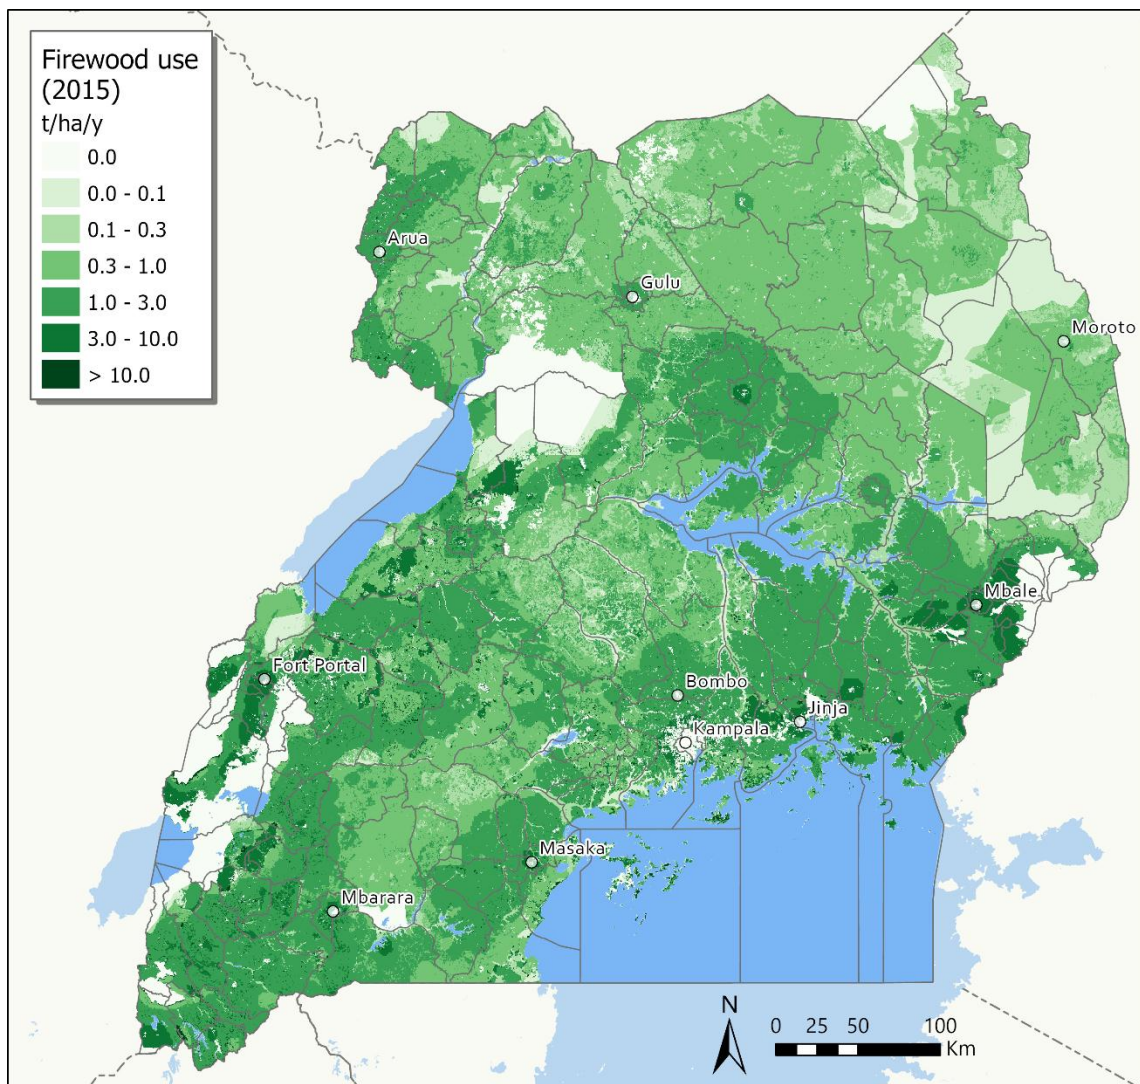 Firewood use
(2015)
t/ha/y
0.0
0.0 - 0.1
0.1 - 0.3
0.3 - 1.0
1.0 - 3.0
3.0 - 10.0
> 10.0
Arua
Gulu
Moroto
Mbale
Fort Portal
Bombo
Jinja
Kampala
Masaka
Mbarara
N
0 25 50 100
Km